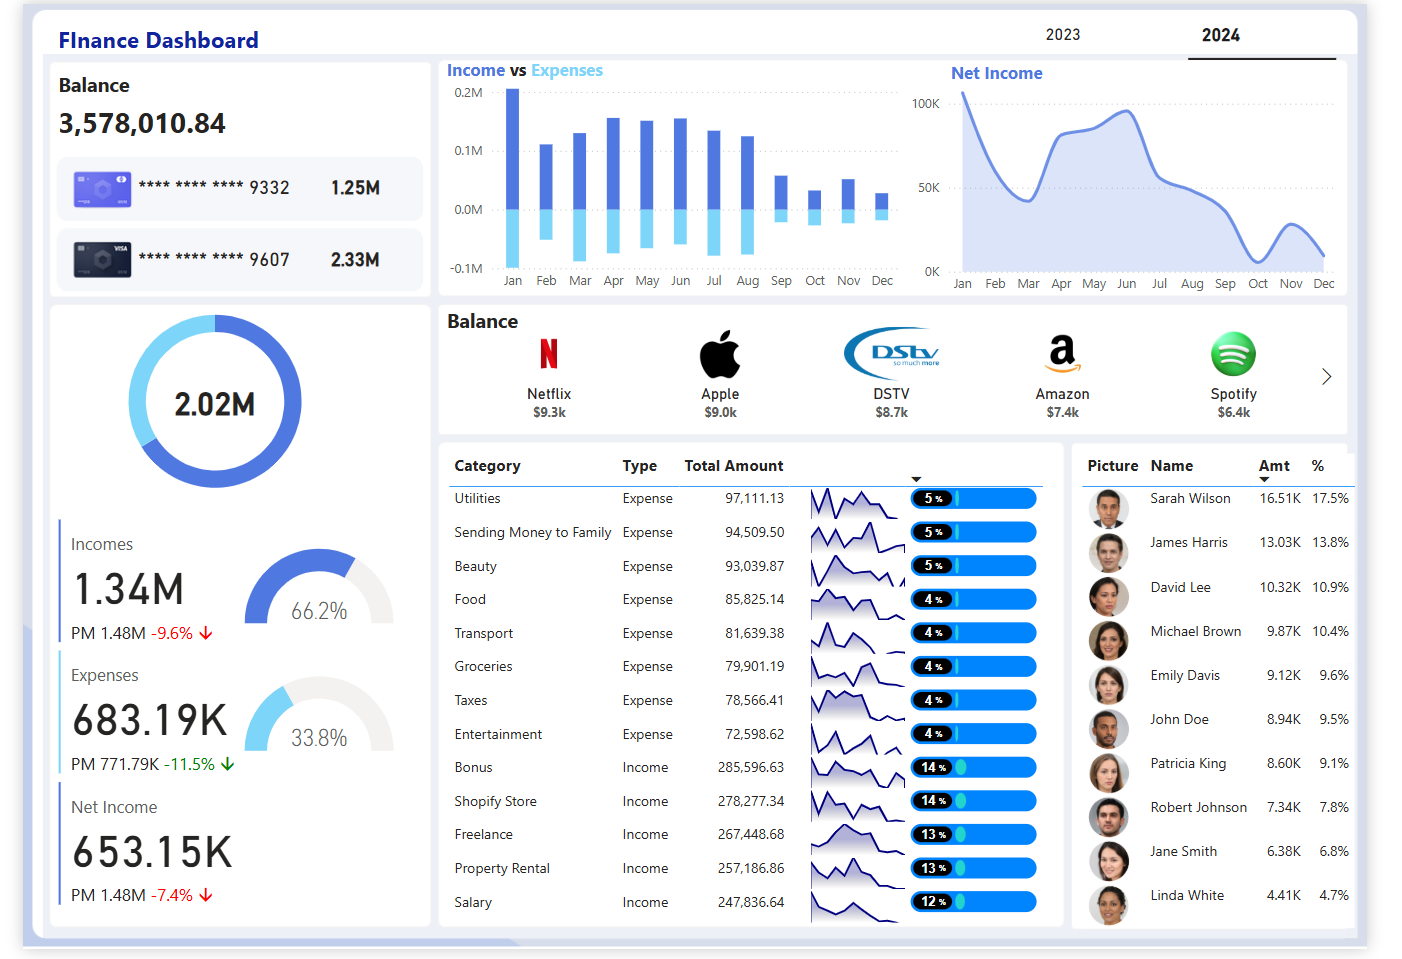 FInance Dashboard
2023
2024
Balance
3,578,010.84
**** **** **** 9332 1.25M
VISA
**** **** **** 9607 2.33M
Income vs Expenses
0.2M
0.1M
0.0M
-0.1M
Jan Feb Mar Apr May Jun Jul Aug Sep Oct Nov Dec
Net Income
100K
50K
0K
Jan Feb Mar Apr May Jun Jul Aug Sep Oct Nov Dec
2.02M
Incomes
1.34M
PM 1.48M -9.6%
66.2%
Expenses
683.19K
PM 771.79K -11.5%
33.8%
Net Income
653.15K
PM 1.48M -7.4%
Balance
N
DStv
so much more
a
Netflix Apple DSTV Amazon Spotify
$9.3k $9.0k $8.7k $7.4k $6.4k
Category Type Total Amount
Utilities Expense 97,111.13 5 %
Sending Money to Family Expense 94,509.50 5 %
Beauty Expense 93,039.87 5 %
Food Expense 85,825.14 4 %
Transport Expense 81,639.38 4 %
Groceries Expense 79,901.19 4 %
Taxes Expense 78,566.41 4 %
Entertainment Expense 72,598.62 4 %
Bonus Income 285,596.63 14 %
Shopify Store Income 278,277.34 14 %
Freelance Income 267,448.68 13 %
Property Rental Income 257,186.86 13 %
Salary Income 247,836.64 12 %
Picture Name Amt %
Sarah Wilson 16.51K 17.5%
James Harris 13.03K 13.8%
David Lee 10.32K 10.9%
Michael Brown 9.87K 10.4%
Emily Davis 9.12K 9.6%
John Doe 8.94K 9.5%
Patricia King 8.60K 9.1%
Robert Johnson 7.34K 7.8%
Jane Smith 6.38K 6.8%
Linda White 4.41K 4.7%